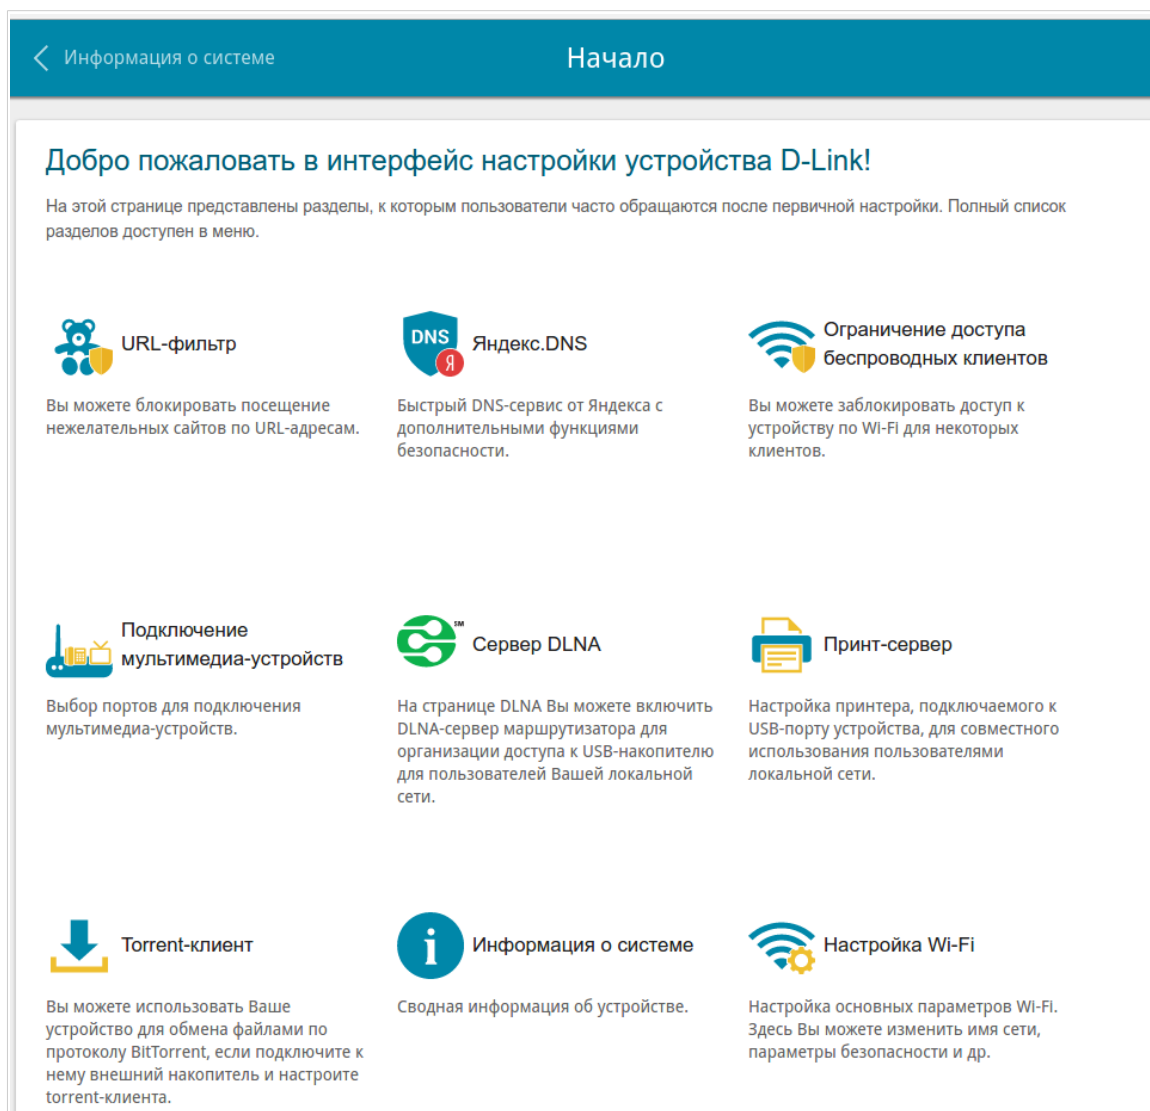 Информация о системе
Начало
Добро пожаловать в интерфейс настройки устройства D-Link!
На этой странице представлены разделы, к которым пользователи часто обращаются после первичной настройки. Полный список
разделов доступен в меню.
URL-фильтр
Вы можете блокировать посещение
нежелательных сайтов по URL-адресам.
DNS
Я
Яндекс.DNS
Быстрый DNS-сервис от Яндекса с
дополнительными функциями
безопасности.
Ограничение доступа
беспроводных клиентов
Вы можете заблокировать доступ к
устройству по Wi-Fi для некоторых
клиентов.
Подключение
мультимедиа-устройств
Выбор портов для подключения
мультимедиа-устройств.
SM
Сервер DLNA
На странице DLNA Вы можете включить
DLNA-сервер маршрутизатора для
организации доступа к USB-накопителю
для пользователей Вашей локальной
сети.
Принт-сервер
Настройка принтера, подключаемого к
USB-порту устройства, для совместного
использования пользователями
локальной сети.
Torrent-клиент
Вы можете использовать Ваше
устройство для обмена файлами по
протоколу BitTorrent, если подключите к
нему внешний накопитель и настроите
torrent-клиента.
i
Информация о системе
Сводная информация об устройстве.
Настройка Wi-Fi
Настройка основных параметров Wi-Fi.
Здесь Вы можете изменить имя сети,
параметры безопасности и др.